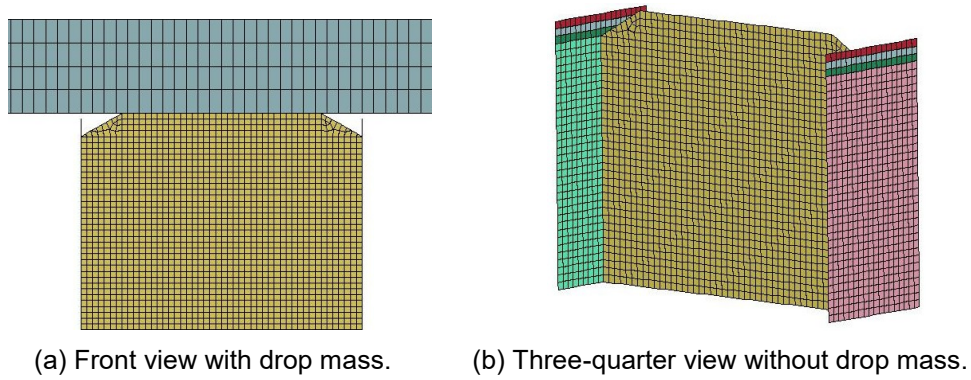 (a) Front view with drop mass.
(b) Three-quarter view without drop mass.